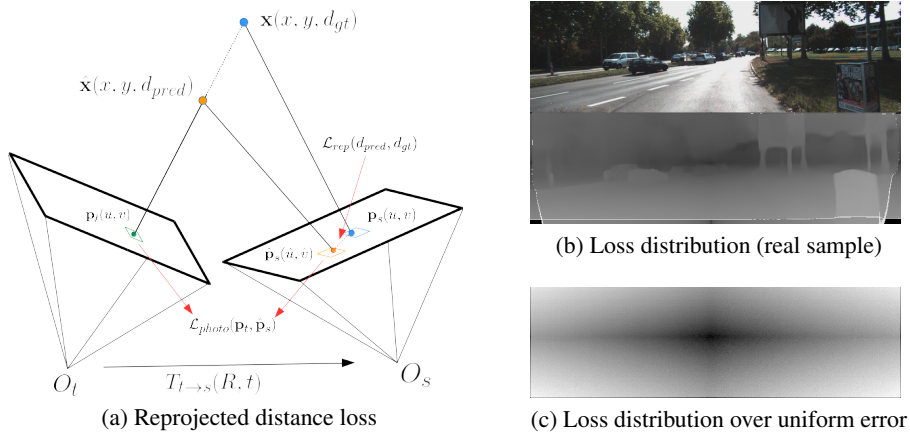 x(x, y, d_gt)
x̂(x, y, d_pred)
L_rep(d_pred, d_gt)
p_t(u, v)
p_s(u, v)
p̂_s(û, v̂)
L_photo(p_t, p̂_s)
O_t
T_{t→s}(R, t)
O_s
(a) Reprojected distance loss
(b) Loss distribution (real sample)
(c) Loss distribution over uniform error